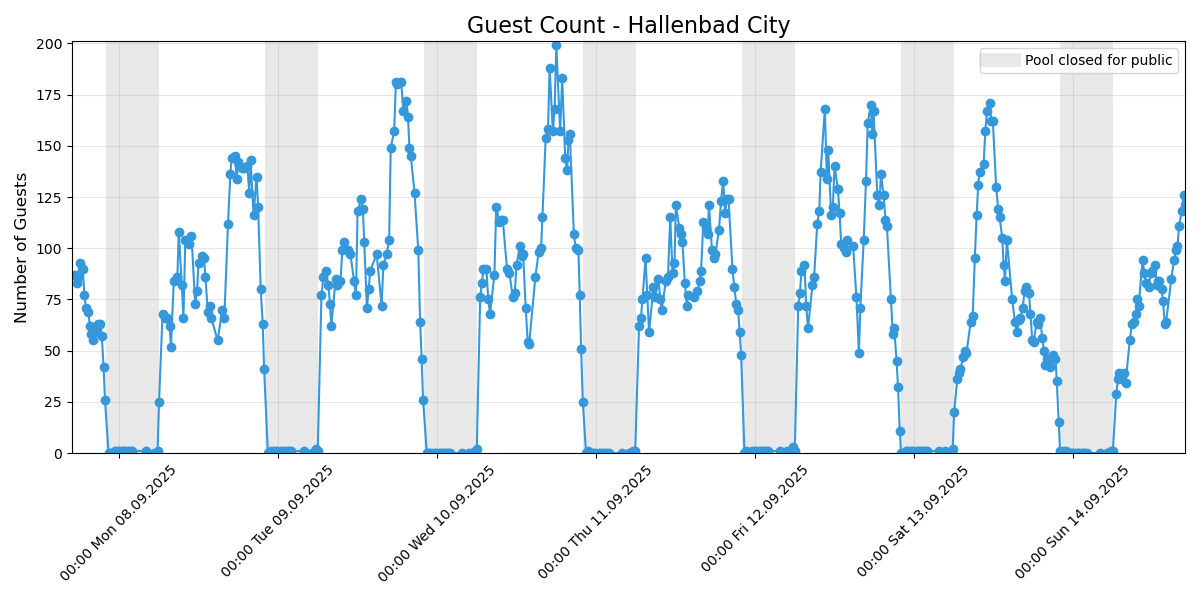 Guest Count - Hallenbad City
Pool closed for public
Number of Guests
200
175
150
125
100
75
50
25
0
00:00 Mon 08.09.2025
00:00 Tue 09.09.2025
00:00 Wed 10.09.2025
00:00 Thu 11.09.2025
00:00 Fri 12.09.2025
00:00 Sat 13.09.2025
00:00 Sun 14.09.2025